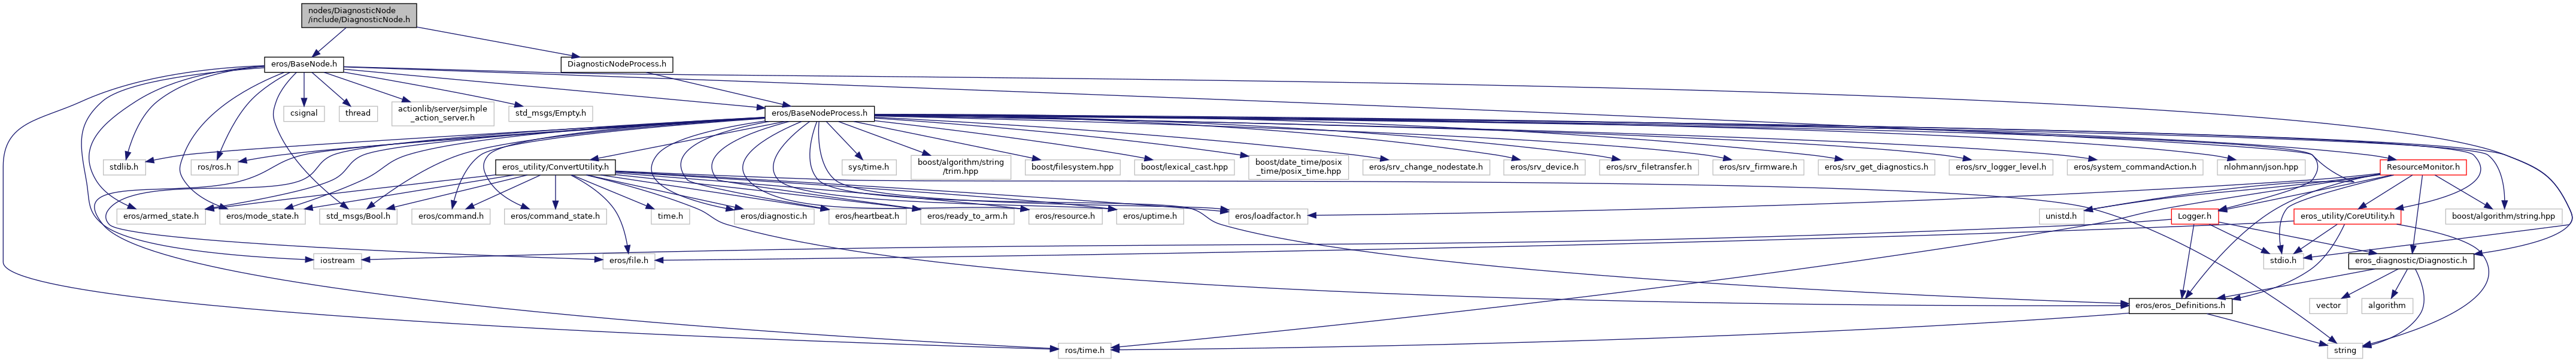 nodes/DiagnosticNode
/include/DiagnosticNode.h
eros/BaseNode.h
DiagnosticNodeProcess.h
csignal
thread
actionlib/server/simple
_action_server.h
std_msgs/Empty.h
eros/BaseNodeProcess.h
stdlib.h
ros/ros.h
eros_utility/ConvertUtility.h
sys/time.h
boost/algorithm/string
/trim.hpp
boost/filesystem.hpp
boost/lexical_cast.hpp
boost/date_time/posix
_time/posix_time.hpp
eros/srv_change_nodestate.h
eros/srv_device.h
eros/srv_filetransfer.h
eros/srv_firmware.h
eros/srv_get_diagnostics.h
eros/srv_logger_level.h
eros/system_commandAction.h
nlohmann/json.hpp
ResourceMonitor.h
eros/armed_state.h
eros/mode_state.h
std_msgs/Bool.h
eros/command.h
eros/command_state.h
time.h
eros/diagnostic.h
eros/heartbeat.h
eros/ready_to_arm.h
eros/resource.h
eros/uptime.h
eros/loadfactor.h
unistd.h
Logger.h
eros_utility/CoreUtility.h
boost/algorithm/string.hpp
iostream
eros/file.h
stdio.h
eros_diagnostic/Diagnostic.h
eros/eros_Definitions.h
vector
algorithm
ros/time.h
string